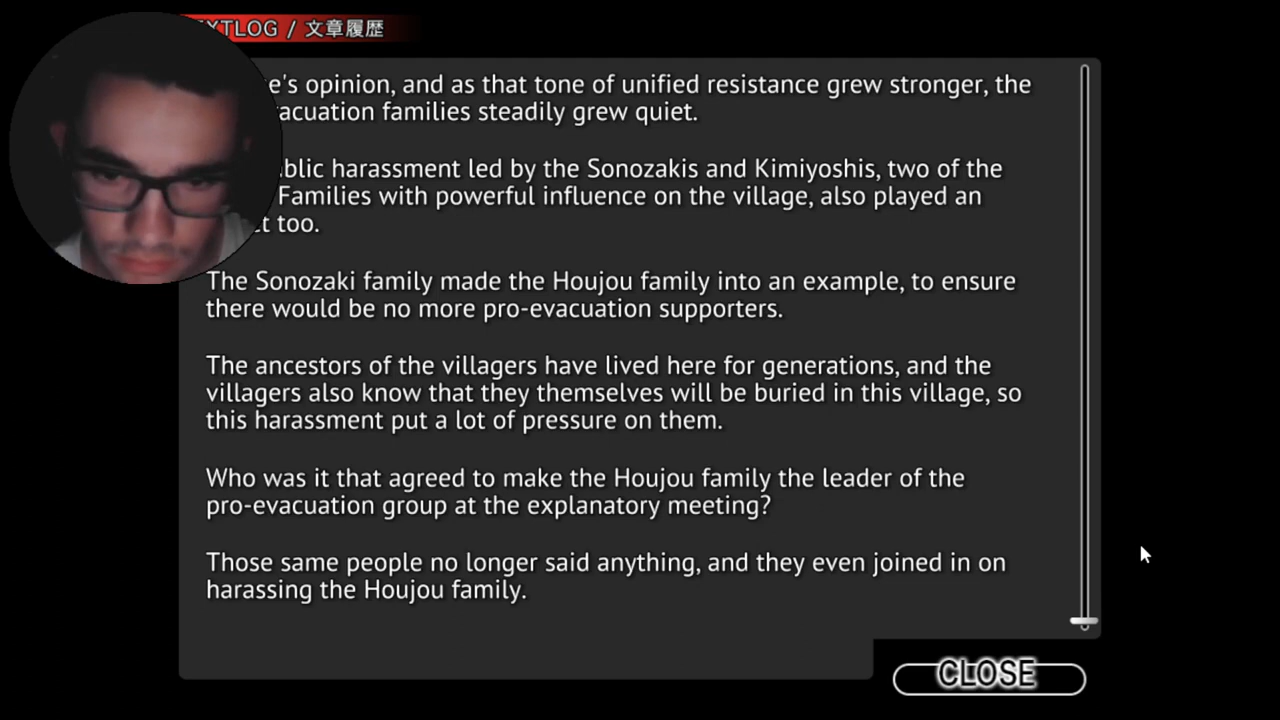 XTLOG / 文章履歴
e's opinion, and as that tone of unified resistance grew stronger, the
acuation families steadily grew quiet.
blic harassment led by the Sonozakis and Kimiyoshis, two of the
Families with powerful influence on the village, also played an
too.
The Sonozaki family made the Houjou family into an example, to ensure
there would be no more pro-evacuation supporters.
The ancestors of the villagers have lived here for generations, and the
villagers also know that they themselves will be buried in this village, so
this harassment put a lot of pressure on them.
Who was it that agreed to make the Houjou family the leader of the
pro-evacuation group at the explanatory meeting?
Those same people no longer said anything, and they even joined in on
harassing the Houjou family.
CLOSE